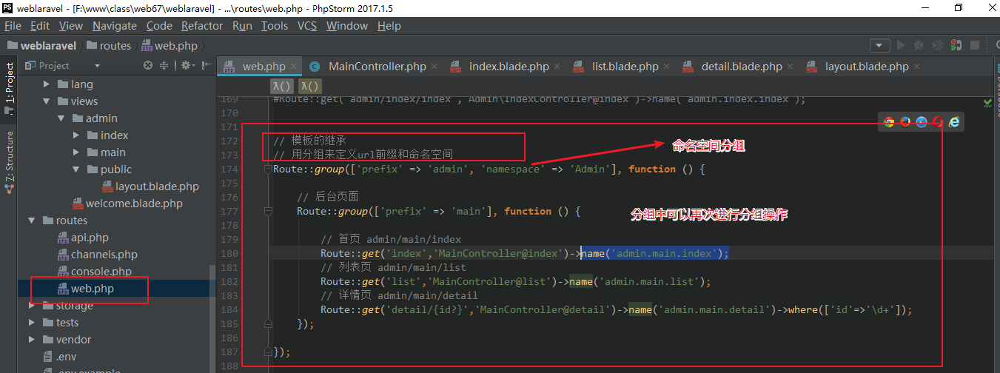 weblaravel - [F:\www\class\web67\weblaravel] - ...\routes\web.php - PhpStorm 2017.1.5
File Edit View Navigate Code Refactor Run Tools VCS Window Help
weblaravel routes web.php
Project
web.php MainController.php index.blade.php list.blade.php detail.blade.php layout.blade.php
1: Project
7: Structure
lang
views
admin
index
main
public
layout.blade.php
welcome.blade.php
routes
api.php
channels.php
console.php
web.php
storage
tests
vendor
.env
.env.example
λ() λ()
169 #Route::get('admin/index/index', 'Admin\IndexController@index')->name('admin.index.index');
170
171
172 // 模板的继承
173 // 用分组来定义url前缀和命名空间
174 Route::group(['prefix' => 'admin', 'namespace' => 'Admin'], function () {
175
176 // 后台页面
177 Route::group(['prefix' => 'main'], function () {
178
179 // 首页 admin/main/index
180 Route::get('index','MainController@index')->name('admin.main.index');
181 // 列表页 admin/main/list
182 Route::get('list','MainController@list')->name('admin.main.list');
183 // 详情页 admin/main/detail
184 Route::get('detail/{id?}','MainController@detail')->name('admin.main.detail')->where(['id'=>'\d+']);
185 });
186
187 });
188
命名空间分组
分组中可以再次进行分组操作